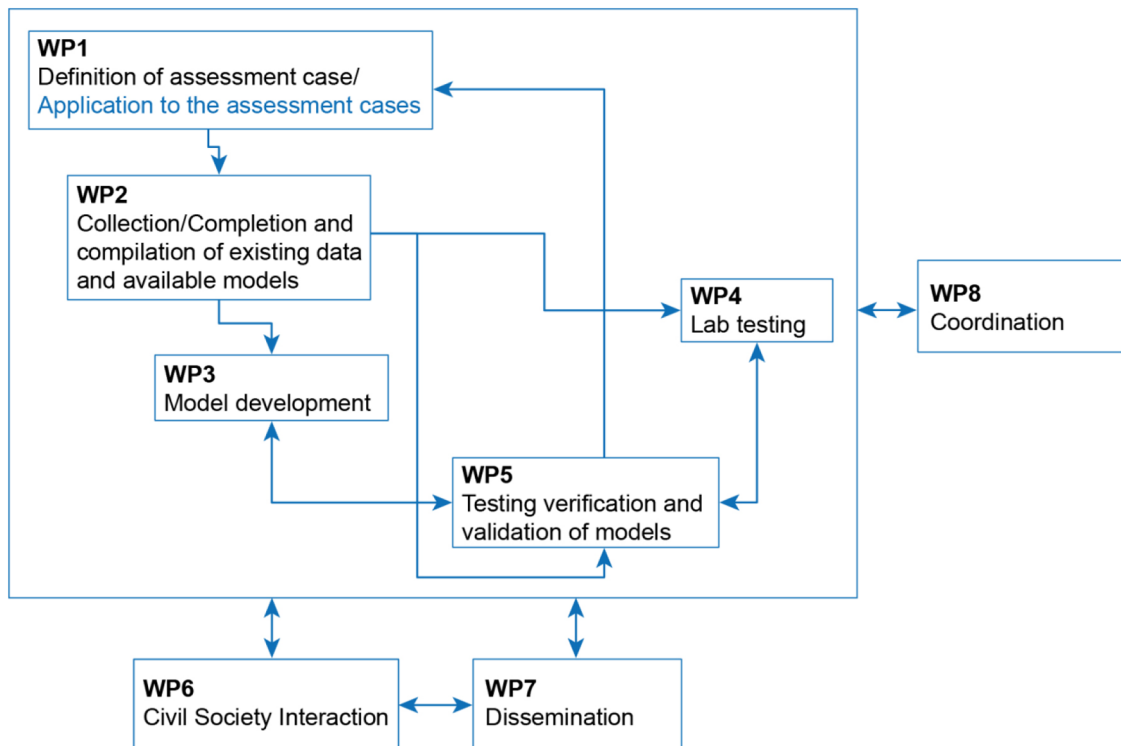 WP1
Definition of assessment case/
Application to the assessment cases
WP2
Collection/Completion and
compilation of existing data
and available models
WP4
Lab testing
WP8
Coordination
WP3
Model development
WP5
Testing verification and
validation of models
WP6
Civil Society Interaction
WP7
Dissemination